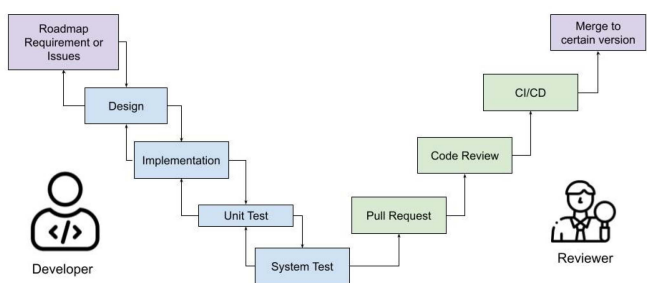 Roadmap
Requirement or
Issues
Merge to
certain version
Design
CI/CD
Implementation
Code Review
Unit Test
Pull Request
System Test
</>
Developer
Reviewer